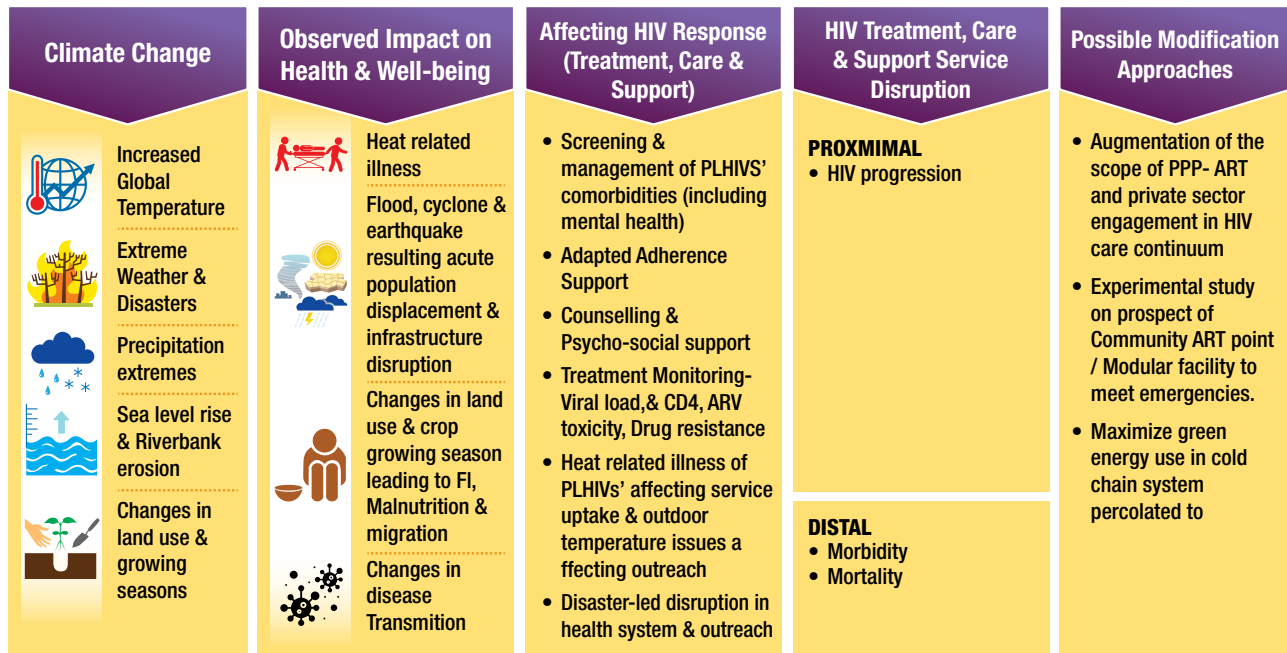 Climate Change
Increased
Global
Temperature
Extreme
Weather &
Disasters
Precipitation
extremes
Sea level rise
& Riverbank
erosion
Changes in
land use &
growing
seasons
Observed Impact on
Health & Well-being
Heat related
illness
Flood, cyclone &
earthquake
resulting acute
population
displacement &
infrastructure
disruption
Changes in land
use & crop
growing season
leading to FI,
Malnutrition &
migration
Changes in
disease
Transmition
Affecting HIV Response
(Treatment, Care &
Support)
• Screening &
management of PLHIVS'
comorbidities (including
mental health)
• Adapted Adherence
Support
• Counselling &
Psycho-social support
• Treatment Monitoring-
Viral load,& CD4, ARV
toxicity, Drug resistance
• Heat related illness of
PLHIVs' affecting service
uptake & outdoor
temperature issues a
ffecting outreach
• Disaster-led disruption in
health system & outreach
HIV Treatment, Care
& Support Service
Disruption
PROXMIMAL
• HIV progression
DISTAL
• Morbidity
• Mortality
Possible Modification
Approaches
• Augmentation of the
scope of PPP- ART
and private sector
engagement in HIV
care continuum
• Experimental study
on prospect of
Community ART point
/ Modular facility to
meet emergencies.
• Maximize green
energy use in cold
chain system
percolated to